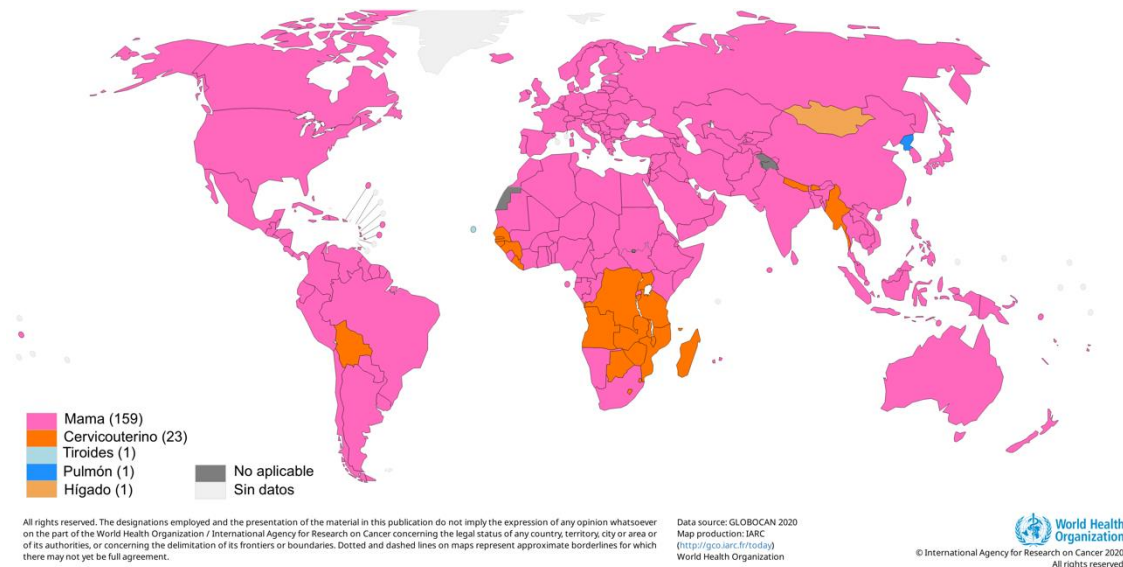 Mama (159)
Cervicouterino (23)
Tiroides (1)
Pulmón (1)
Hígado (1)
No aplicable
Sin datos
All rights reserved. The designations employed and the presentation of the material in this publication do not imply the expression of any opinion whatsoever
on the part of the World Health Organization / International Agency for Research on Cancer concerning the legal status of any country, territory, city or area or
of its authorities, or concerning the delimitation of its frontiers or boundaries. Dotted and dashed lines on maps represent approximate borderlines for which
there may not yet be full agreement.
Data source: GLOBOCAN 2020
Map production: IARC
(http://gco.iarc.fr/today)
World Health Organization
World Health
Organization
© International Agency for Research on Cancer 2020
All rights reserved